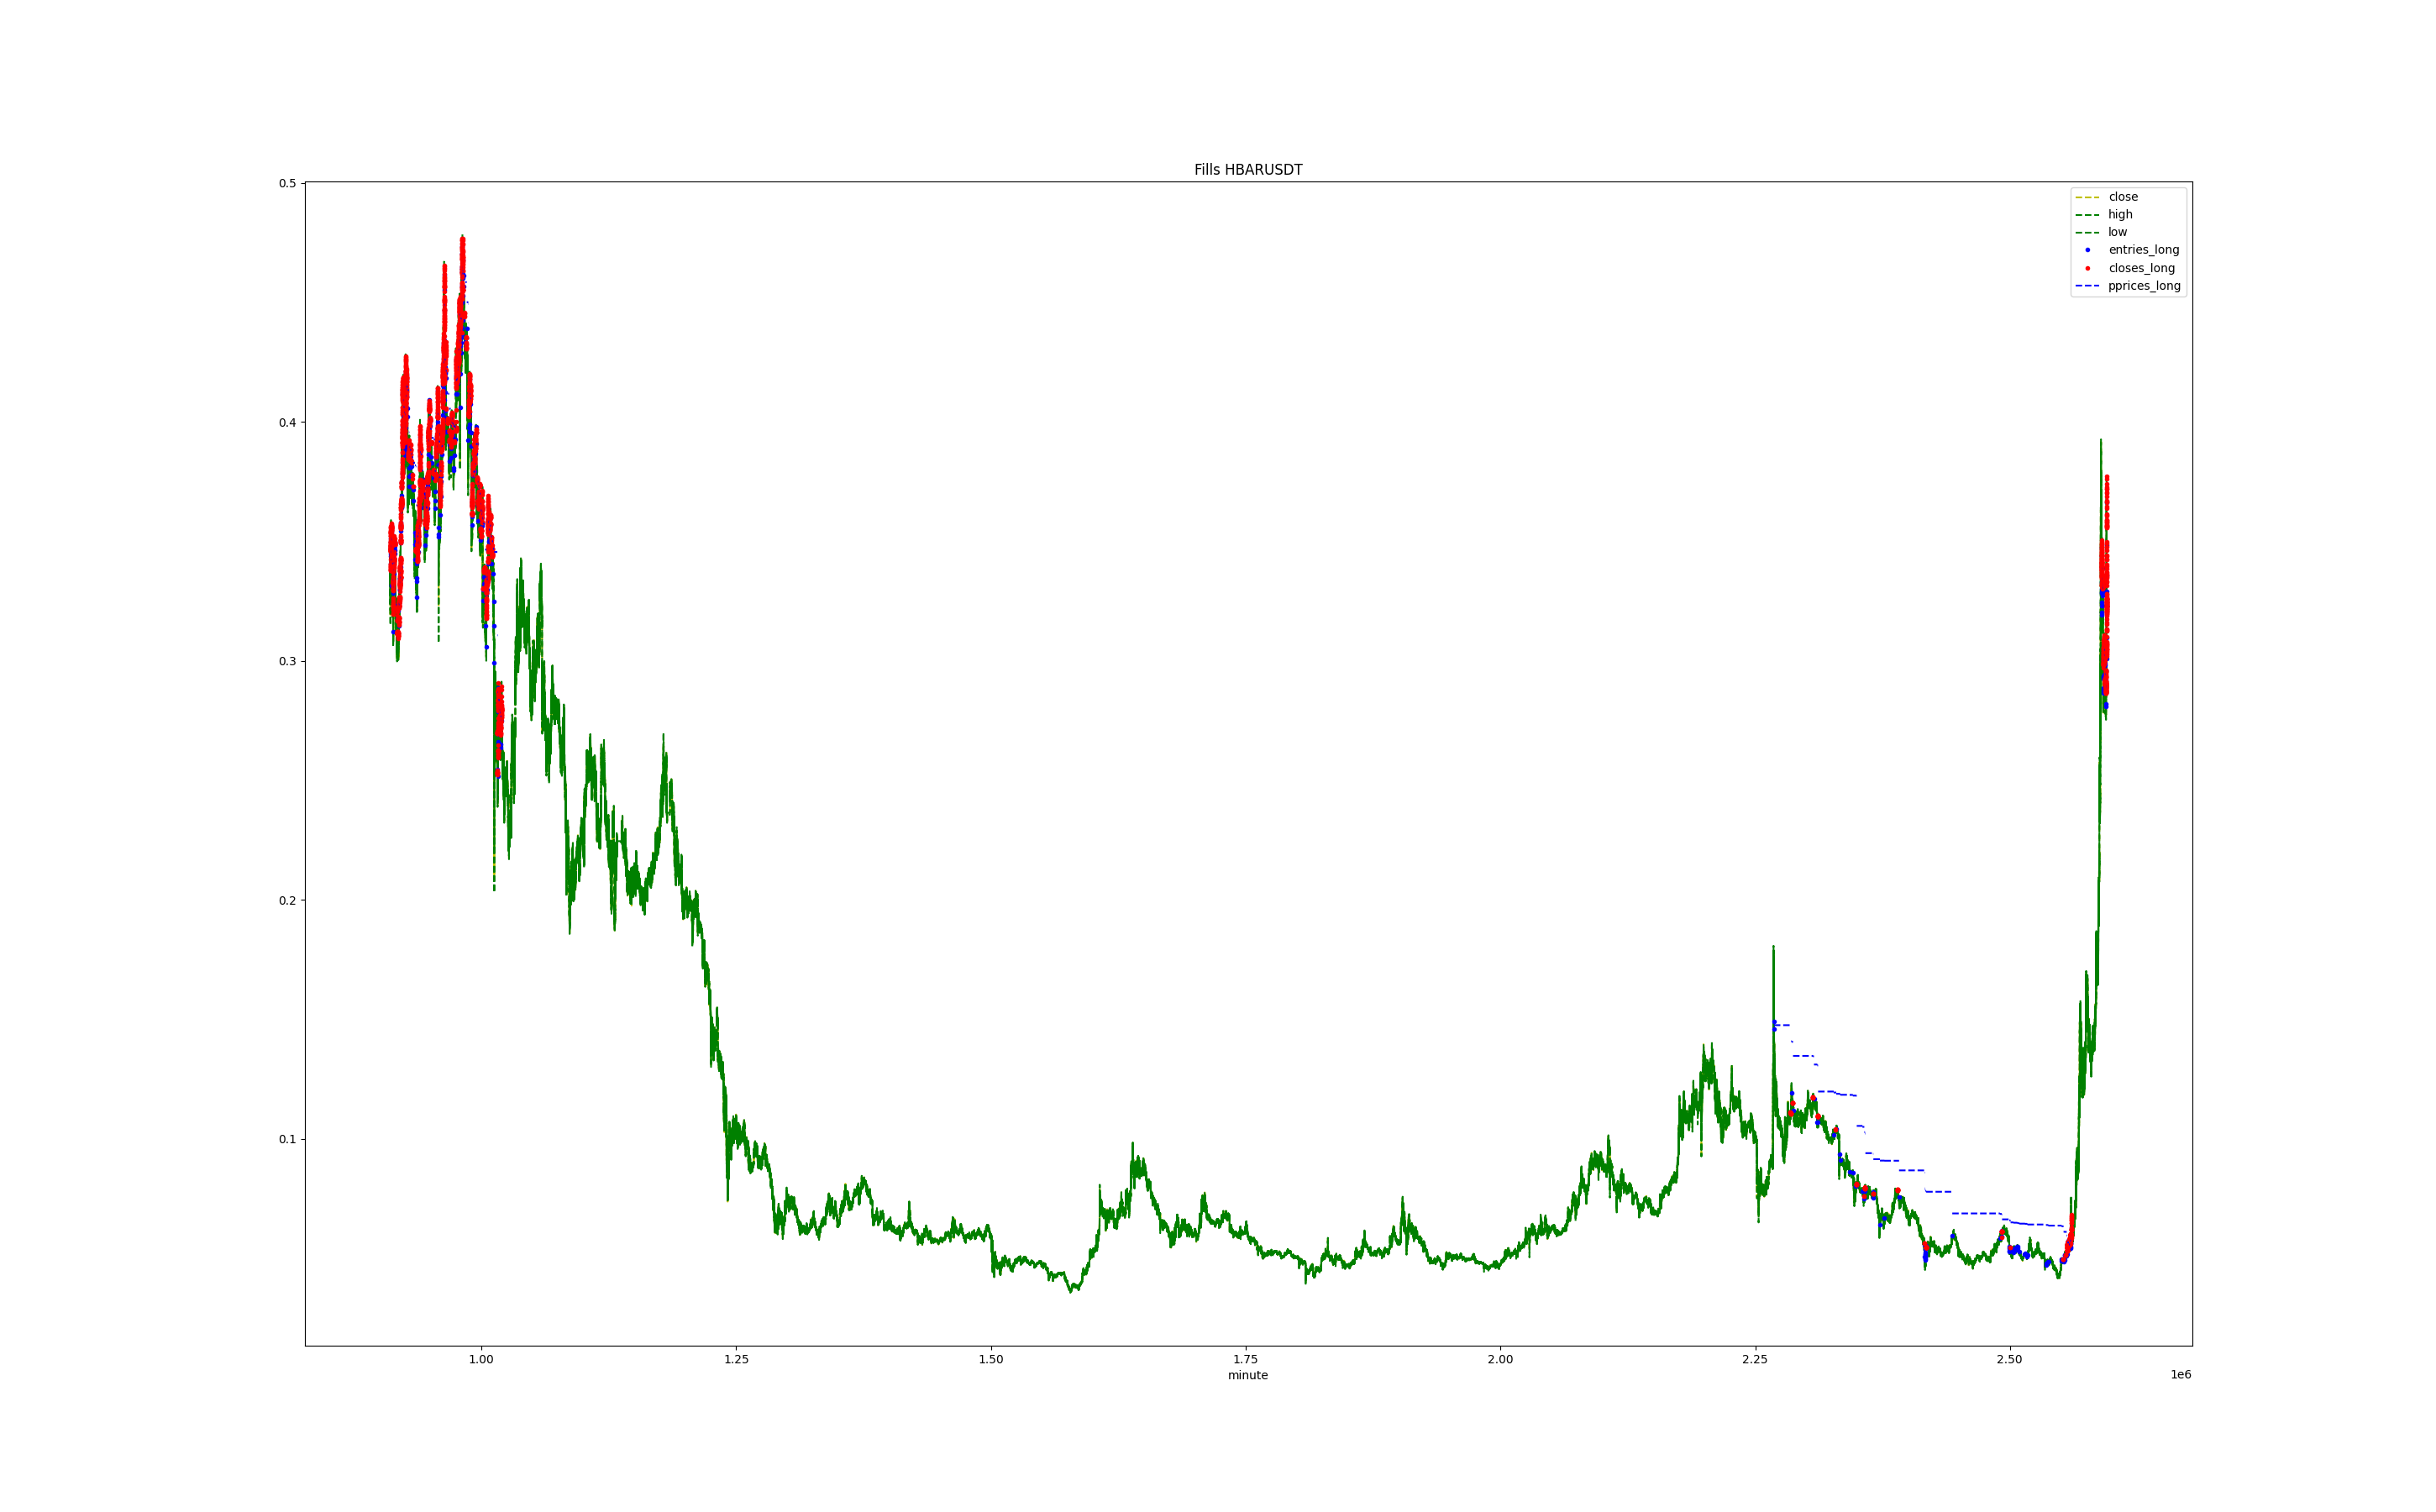 Fills HBARUSDT
0.5
0.4
0.3
0.2
0.1
close
high
low
entries_long
closes_long
pprices_long
1.00 1.25 1.50 1.75 2.00 2.25 2.50
minute
1e6